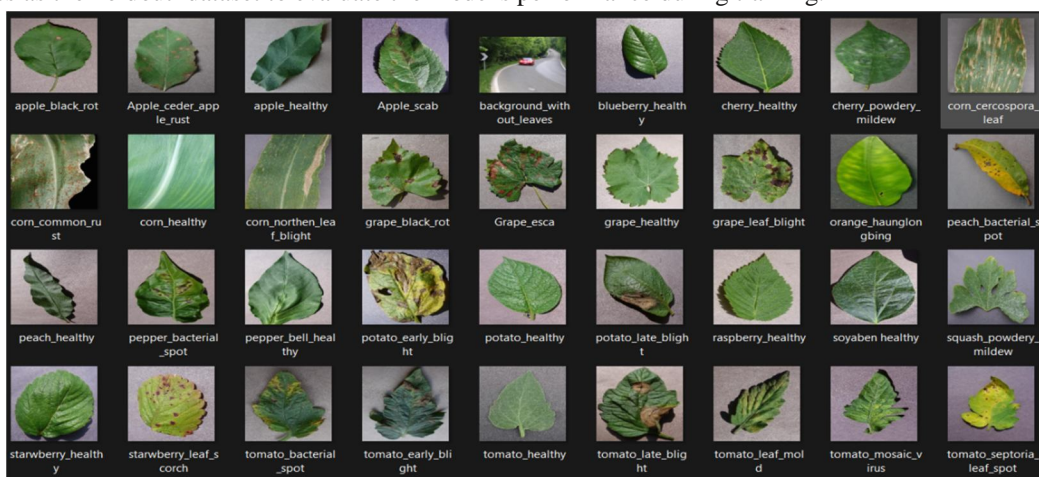 apple_black_rot
Apple_ceder_app
le_rust
apple_healthy
Apple_scab
background_with
out_leaves
blueberry_health
y
cherry_healthy
cherry_powdery_
mildew
corn_cercospora_
leaf
corn_common_ru
st
corn_healthy
corn_northen_lea
f_blight
grape_black_rot
Grape_esca
grape_healthy
grape_leaf_blight
orange_haunglon
gbing
peach_bacterial_s
pot
peach_healthy
pepper_bacterial
_spot
pepper_bell_heal
thy
potato_early_blig
ht
potato_healthy
potato_late_bligh
t
raspberry_healthy
soyaben healthy
squash_powdery_
mildew
starwberry_health
y
starwberry_leaf_s
corch
tomato_bacterial
_spot
tomato_early_bli
ght
tomato_healthy
tomato_late_blig
ht
tomato_leaf_mol
d
tomato_mosaic_v
irus
tomato_septoria_
leaf_spot